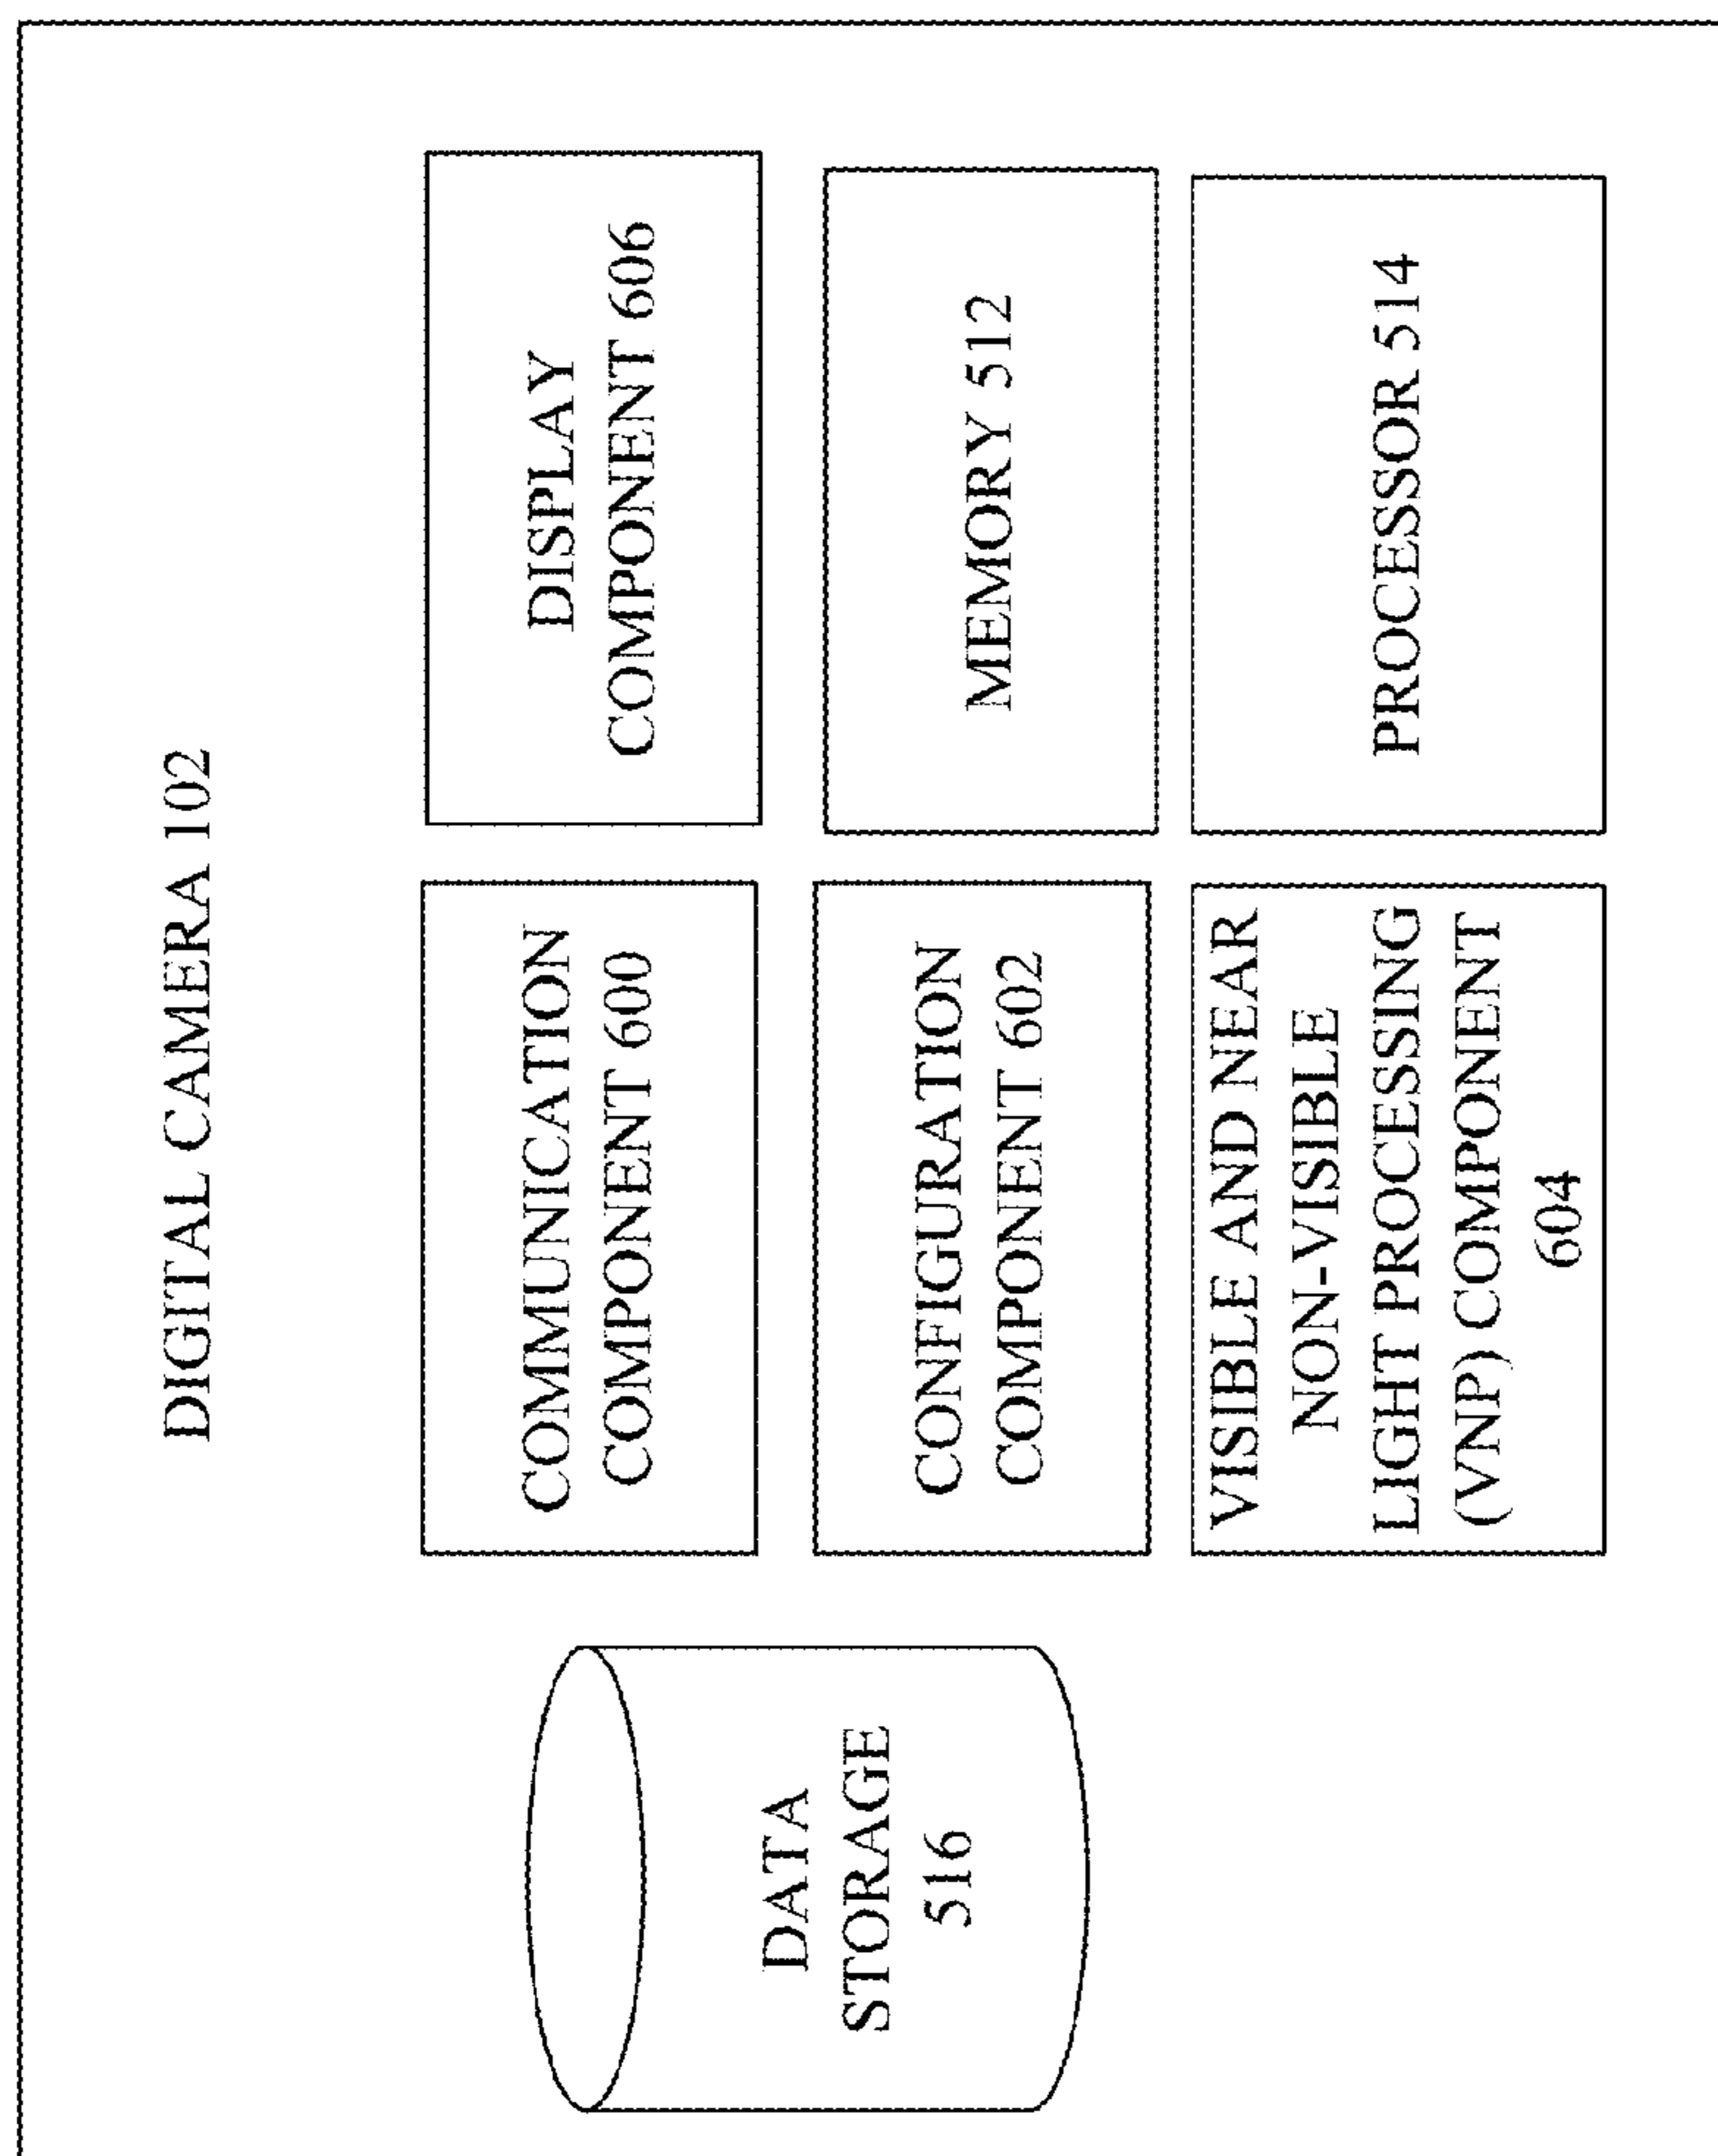 DIGITAL CAMERA 102
DATA
STORAGE
516
COMMUNICATION
COMPONENT 600
DISPLAY
COMPONENT 606
CONFIGURATION
COMPONENT 602
MEMORY 512
VISIBLE AND NEAR
NON-VISIBLE
LIGHT PROCESSING
(VNP) COMPONENT
604
PROCESSOR 514